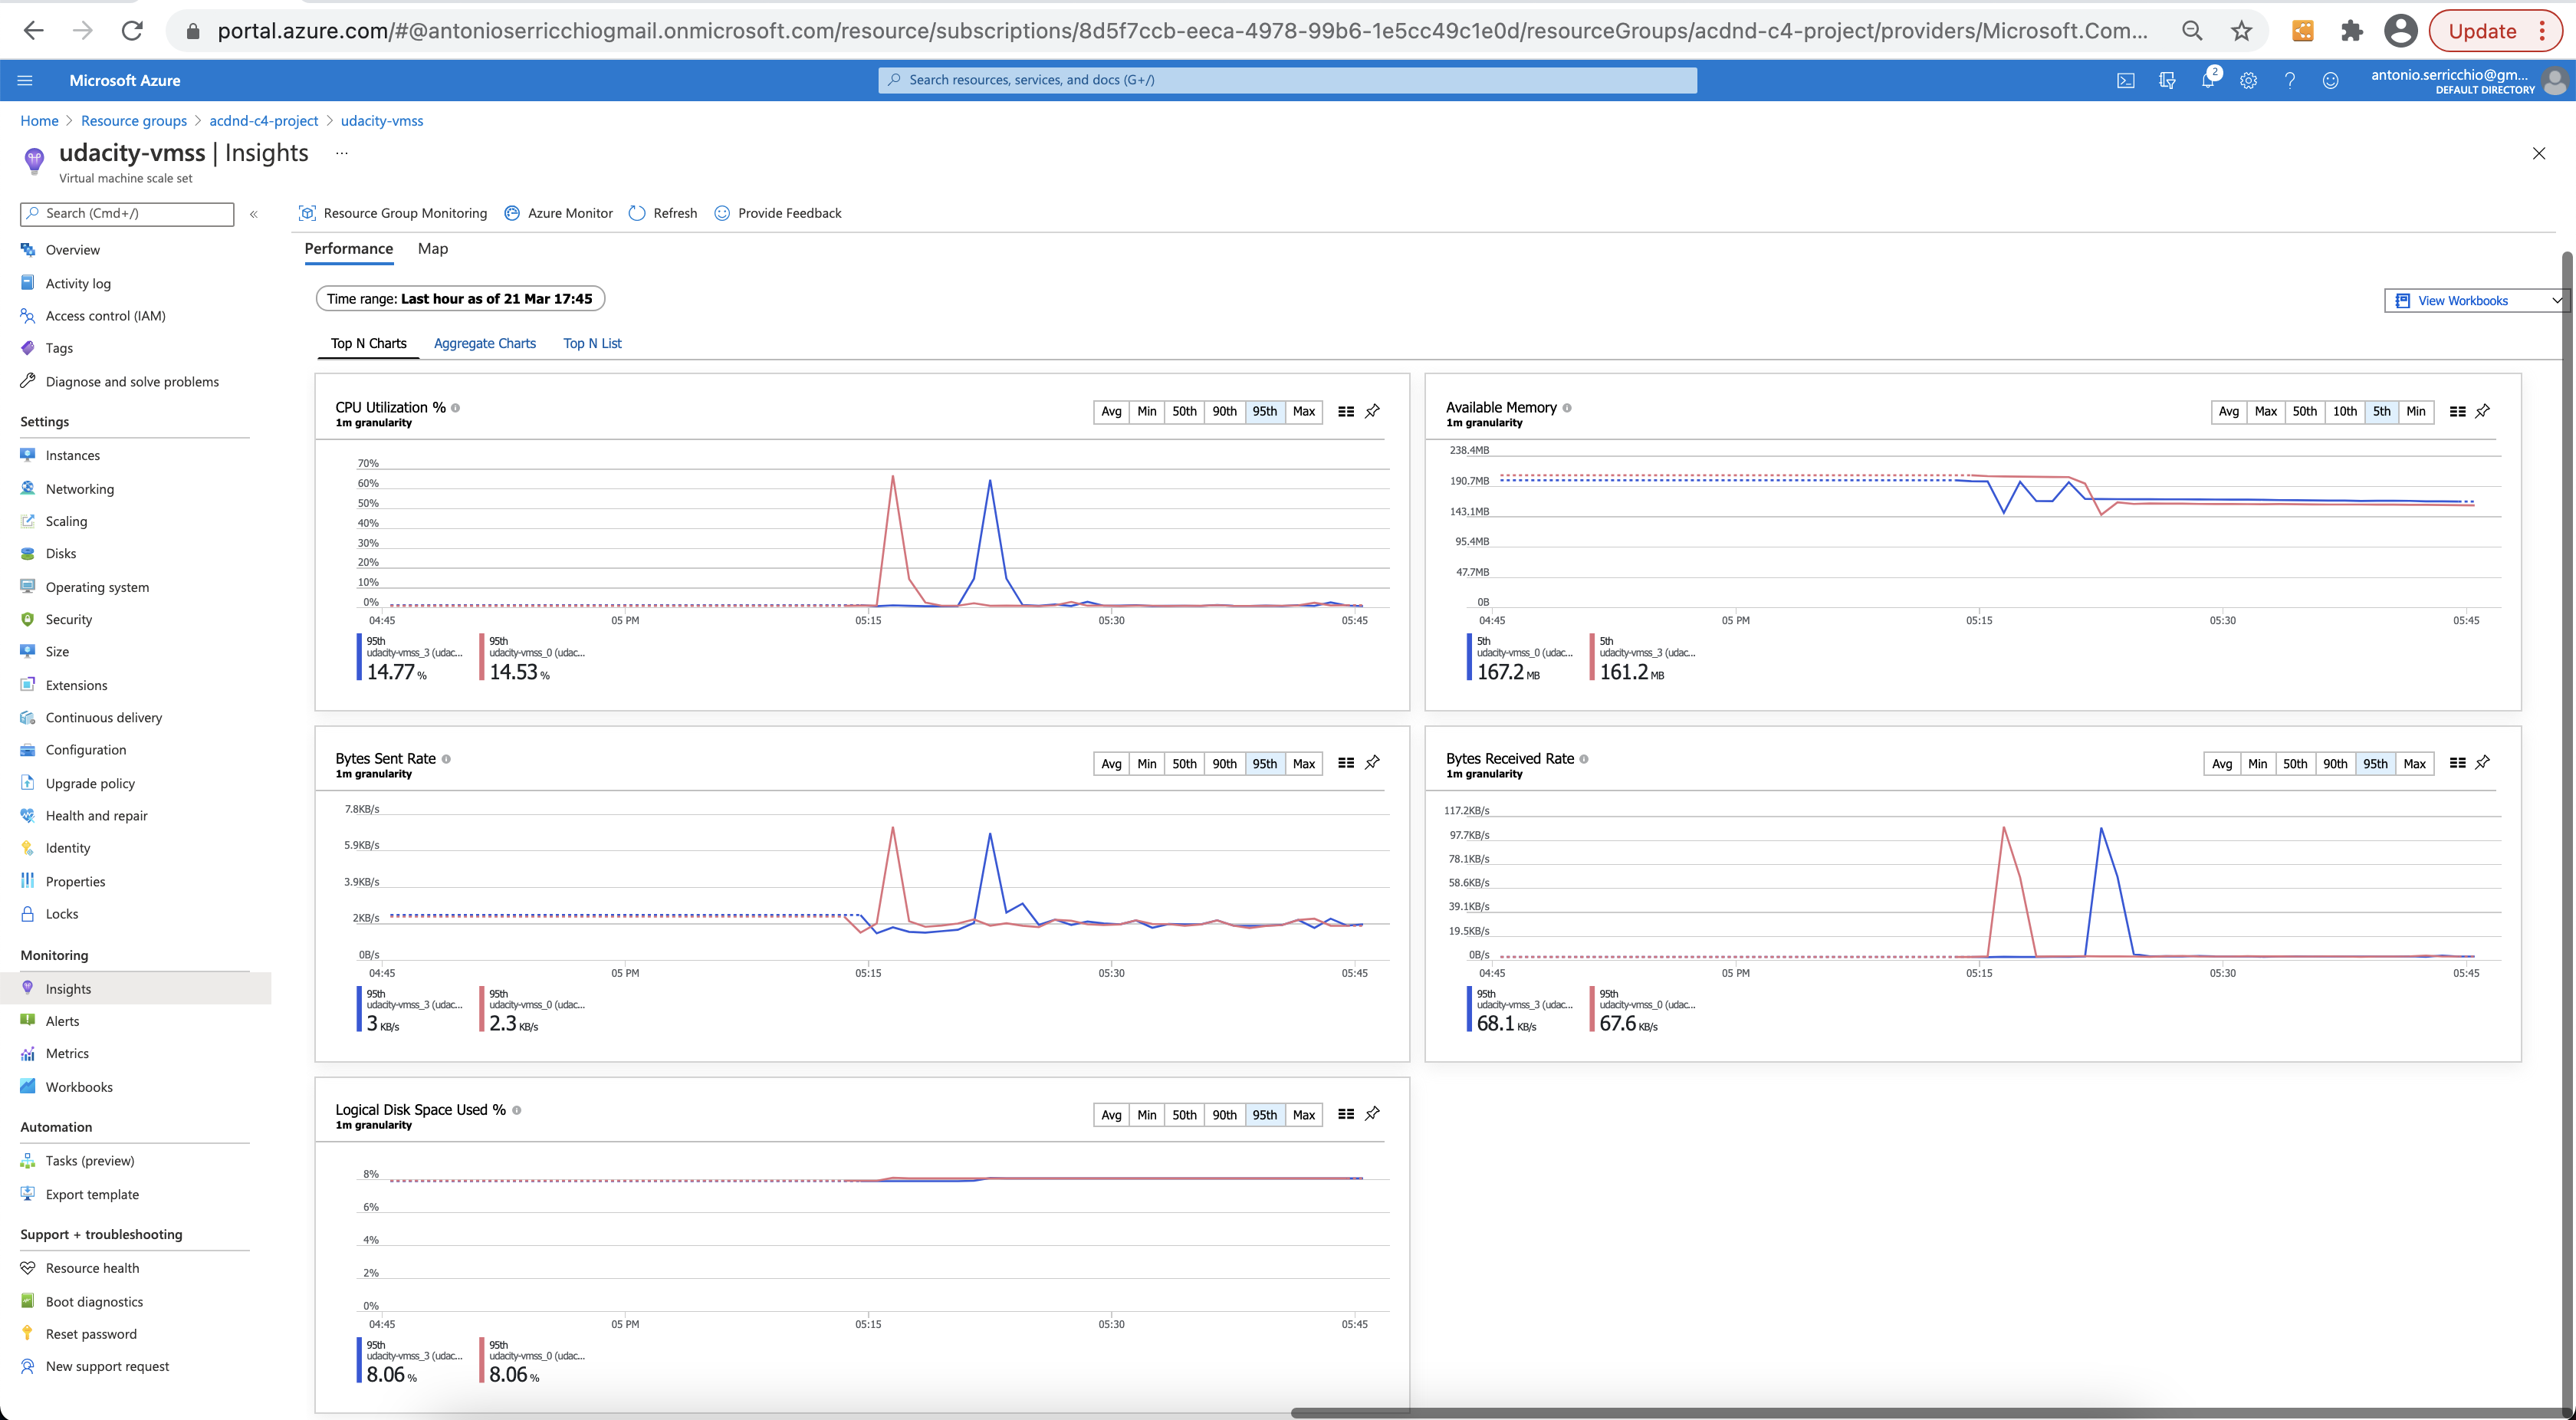 portal.azure.com/#@antonioserricchiogmail.onmicrosoft.com/resource/subscriptions/8d5f7ccb-eeca-4978-99b6-1e5cc49c1e0d/resourceGroups/acdnd-c4-project/providers/Microsoft.Com...
Update
Microsoft Azure
Search resources, services, and docs (G+/)
2
antonio.serricchio@gm...
DEFAULT DIRECTORY
Home > Resource groups > acdnd-c4-project > udacity-vmss
udacity-vmss | Insights ...
Virtual machine scale set
Search (Cmd+/)
«
Overview
Activity log
Access control (IAM)
Tags
Diagnose and solve problems
Settings
Instances
Networking
Scaling
Disks
Operating system
Security
Size
Extensions
Continuous delivery
Configuration
Upgrade policy
Health and repair
Identity
Properties
Locks
Monitoring
Insights
Alerts
Metrics
Workbooks
Automation
Tasks (preview)
Export template
Support + troubleshooting
Resource health
Boot diagnostics
Reset password
New support request
Resource Group Monitoring Azure Monitor Refresh Provide Feedback
Performance Map
Time range: Last hour as of 21 Mar 17:45
View Workbooks
Top N Charts Aggregate Charts Top N List
CPU Utilization %
1m granularity
Avg Min 50th 90th 95th Max
70%
60%
50%
40%
30%
20%
10%
0%
04:45 05 PM 05:15 05:30 05:45
95th 95th
udacity-vmss_3 (udac... udacity-vmss_0 (udac...
14.77 % 14.53 %
Available Memory
1m granularity
Avg Max 50th 10th 5th Min
238.4MB
190.7MB
143.1MB
95.4MB
47.7MB
0B
04:45 05 PM 05:15 05:30 05:45
5th 5th
udacity-vmss_0 (udac... udacity-vmss_3 (udac...
167.2 MB 161.2 MB
Bytes Sent Rate
1m granularity
Avg Min 50th 90th 95th Max
7.8KB/s
5.9KB/s
3.9KB/s
2KB/s
0B/s
04:45 05 PM 05:15 05:30 05:45
95th 95th
udacity-vmss_3 (udac... udacity-vmss_0 (udac...
3 KB/s 2.3 KB/s
Bytes Received Rate
1m granularity
Avg Min 50th 90th 95th Max
117.2KB/s
97.7KB/s
78.1KB/s
58.6KB/s
39.1KB/s
19.5KB/s
0B/s
04:45 05 PM 05:15 05:30 05:45
95th 95th
udacity-vmss_3 (udac... udacity-vmss_0 (udac...
68.1 KB/s 67.6 KB/s
Logical Disk Space Used %
1m granularity
Avg Min 50th 90th 95th Max
8%
6%
4%
2%
0%
04:45 05 PM 05:15 05:30 05:45
95th 95th
udacity-vmss_3 (udac... udacity-vmss_0 (udac...
8.06 % 8.06 %